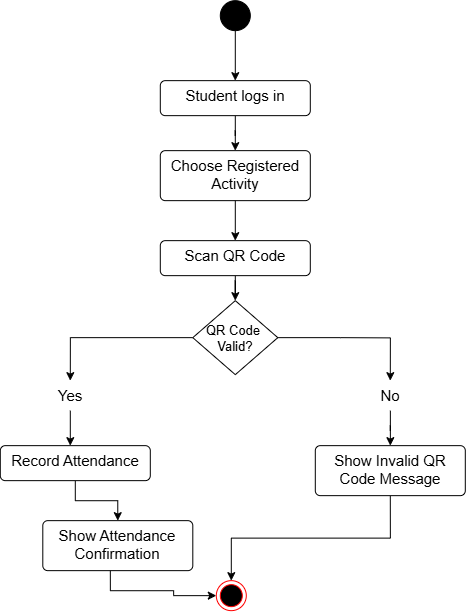 Student logs in
Choose Registered
Activity
Scan QR Code
QR Code
Valid?
Yes
No
Record Attendance
Show Invalid QR
Code Message
Show Attendance
Confirmation